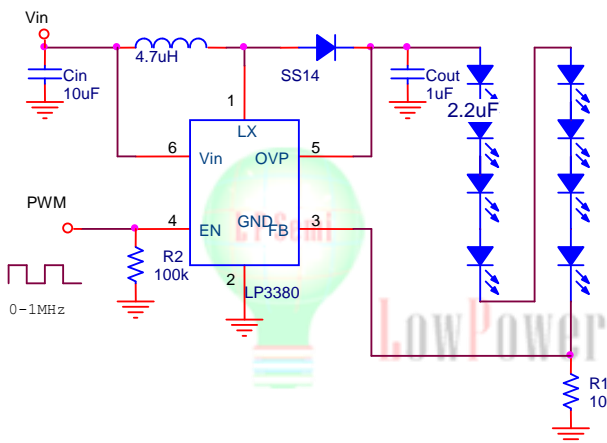 Vin
4.7uH
SS14
Cin
10uF
Cout
1uF
2.2uF
1
LX
6
Vin
OVP
5
PWM
4
EN
GND
FB
3
LPSemi
R2
100k
2
LP3380
0-1MHz
LowPower
R1
10